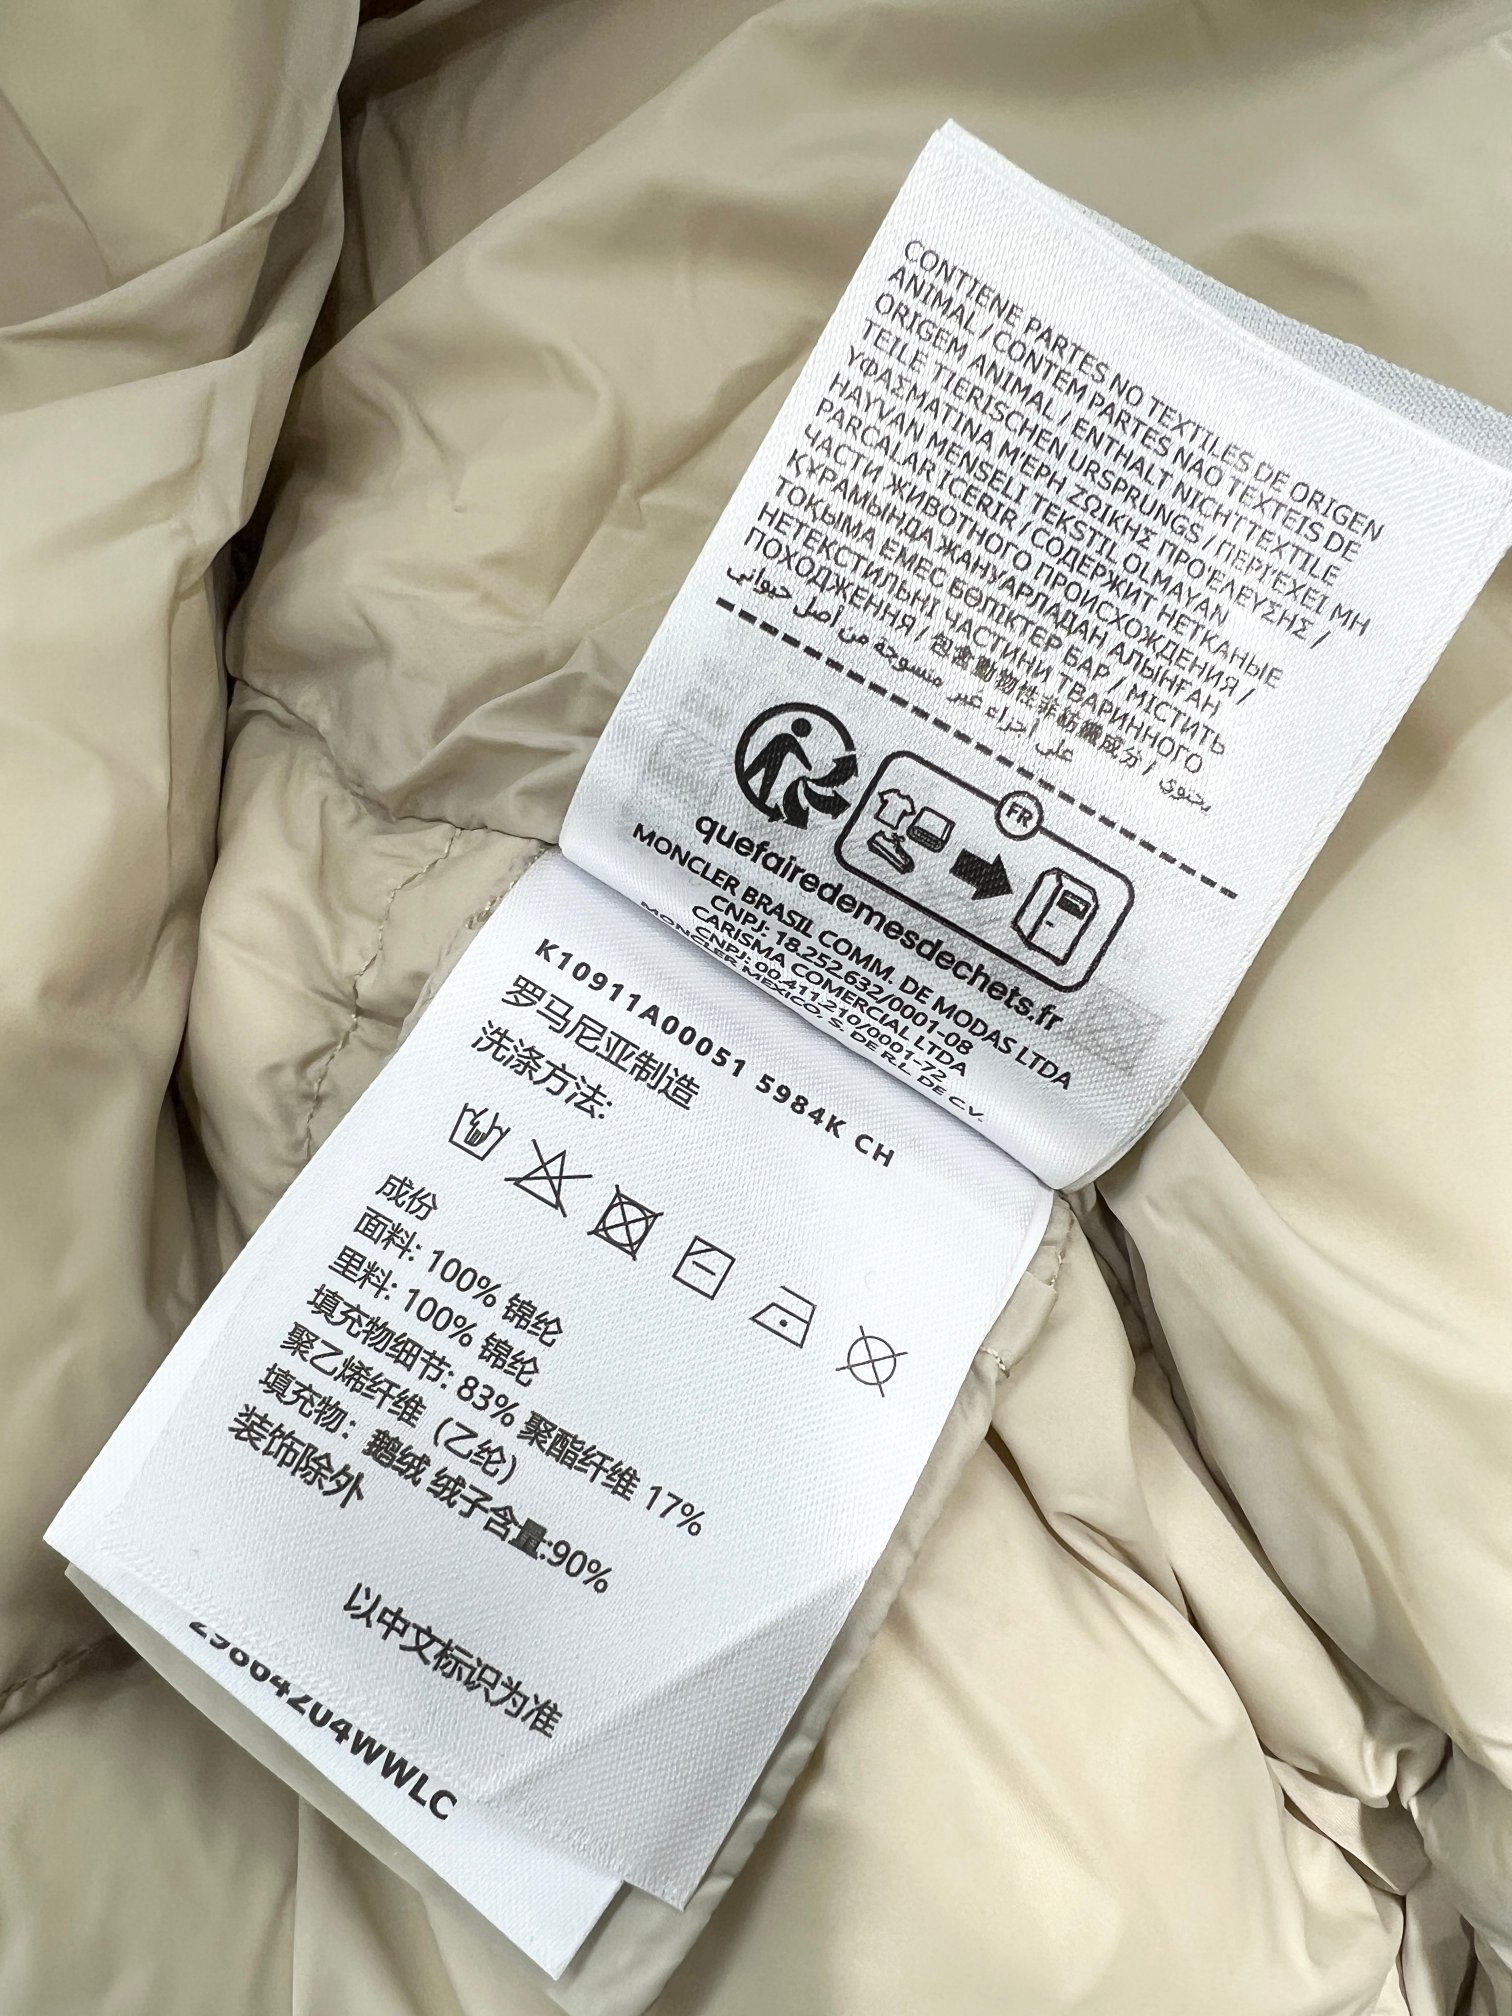 CONTIENE PARTES NO TEXTILES DE ORIGEN
ANIMAL / CONTÉM PARTES NÃO TEXTEIS DE
ORIGEM ANIMAL / ENTHÄLT NICHTTEXTILE
TEILE TIERISCHEN URSPRUNGS / ΠΕΡΙΈΧΕΙ ΜΗ
ΥΦΑΣΜΑΤΙΝΑ ΜΈΡΗ ΖΩΙΚΗΣ ΠΡΟΈΛΕΥΣΗΣ /
HAYVAN MENSELI TEKSTIL OLMAYAN
PARCALAR ICERIR / СОДЕРЖИТ НЕТКАНЫЕ
ЧАСТИ ЖИВОТНОГО ПРОИСХОЖДЕНИЯ /
ҚҰРАМЫНДА ЖАНУАРЛАДАН АЛЫНҒАН
ТОҚЫМА ЕМЕС БӨЛІКТЕР БАР / МІСТИТЬ
НЕТЕКСТИЛЬНІ ЧАСТИНИ ТВАРИННОГО
ПОХОДЖЕННЯ / 包含動物性非紡織成分 / يحتوي
على أجزاء غير منسوجة من أصل حيواني
FR
quefairedemesdechets.fr
MONCLER BRASIL COMM. DE MODAS LTDA
CNPJ: 18.252.632/0001-08
CARISMA COMERCIAL LTDA
CNPJ: 00.411.210/0001-72
MONCLER MEXICO, S. DE R.L. DE C.V.
K10911A00051 5984K CH
罗马尼亚制造
洗涤方法:
成份
面料: 100% 锦纶
里料: 100% 锦纶
填充物细节: 83% 聚酯纤维 17%
聚乙烯纤维（乙纶）
填充物：鹅绒 绒子含量:90%
装饰除外
以中文标识为准